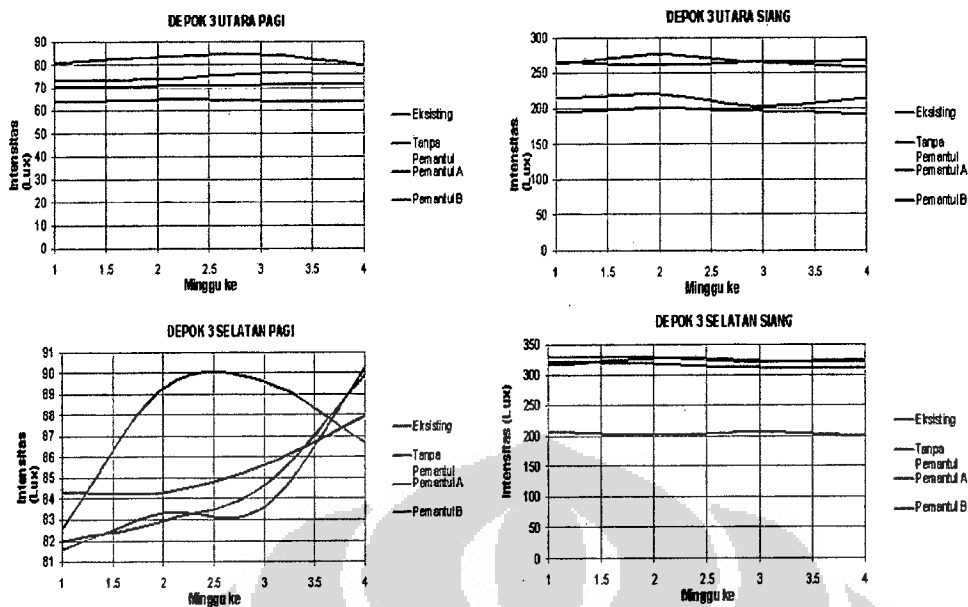 DEPOK 3 UTARA PAGI
Intensitas (Lux)
90
80
70
60
50
40
30
20
10
0
1 1.5 2 2.5 3 3.5 4
Minggu ke
Eksisting
Tanpa
Pemantul
Pemantul A
Pemantul B
DEPOK 3 UTARA SIANG
Intensitas (Lux)
300
250
200
150
100
50
0
1 1.5 2 2.5 3 3.5 4
Minggu ke
Eksisting
Tanpa
Pemantul
Pemantul A
Pemantul B
DEPOK 3 SELATAN PAGI
Intensitas (Lux)
91
90
89
88
87
86
85
84
83
82
81
1 1.5 2 2.5 3 3.5 4
Minggu ke
Eksisting
Tanpa
Pemantul
Pemantul A
Pemantul B
DEPOK 3 SELATAN SIANG
Intensitas (Lux)
350
300
250
200
150
100
50
0
1 1.5 2 2.5 3 3.5 4
Minggu ke
Eksisting
Tanpa
Pemantul
Pemantul A
Pemantul B